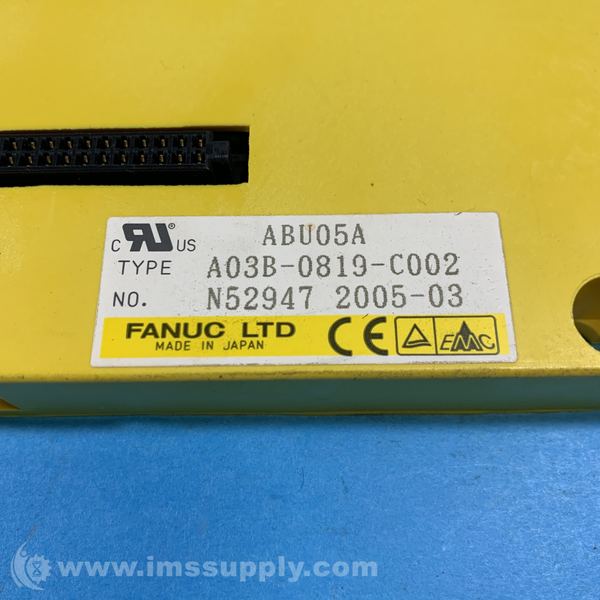 c RU US ABU05A
TYPE A03B-0819-C002
NO. N52947 2005-03
FANUC LTD
MADE IN JAPAN
CE EMC
www.imssupply.com